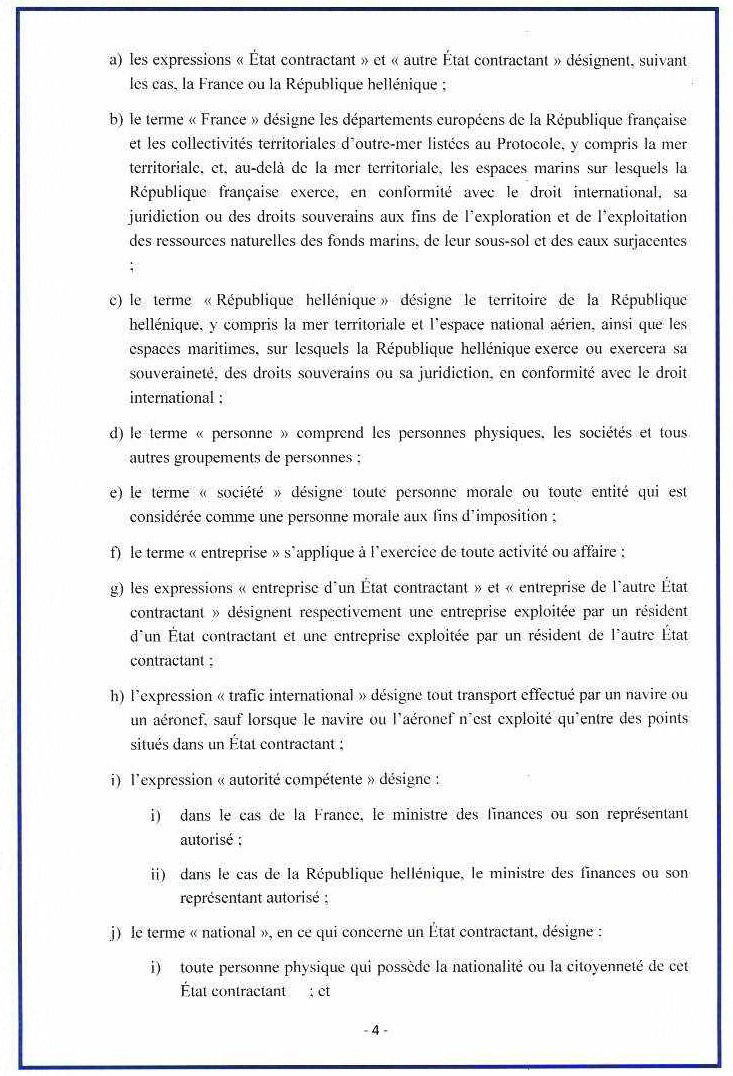 a) les expressions « État contractant » et « autre État contractant » désignent, suivant
les cas, la France ou la République hellénique ;
b) le terme « France » désigne les départements européens de la République française
et les collectivités territoriales d'outre-mer listées au Protocole, y compris la mer
territoriale, et, au-delà de la mer territoriale, les espaces marins sur lesquels la
République française exerce, en conformité avec le droit international, sa
juridiction ou des droits souverains aux fins de l'exploration et de l'exploitation
des ressources naturelles des fonds marins, de leur sous-sol et des eaux surjacentes
;
c) le terme « République hellénique » désigne le territoire de la République
hellénique, y compris la mer territoriale et l'espace national aérien, ainsi que les
espaces maritimes, sur lesquels la République hellénique exerce ou exercera sa
souveraineté, des droits souverains ou sa juridiction, en conformité avec le droit
international ;
d) le terme « personne » comprend les personnes physiques, les sociétés et tous
autres groupements de personnes ;
e) le terme « société » désigne toute personne morale ou toute entité qui est
considérée comme une personne morale aux fins d'imposition ;
f) le terme « entreprise » s'applique à l'exercice de toute activité ou affaire ;
g) les expressions « entreprise d'un État contractant » et « entreprise de l'autre État
contractant » désignent respectivement une entreprise exploitée par un résident
d'un État contractant et une entreprise exploitée par un résident de l'autre État
contractant ;
h) l'expression « trafic international » désigne tout transport effectué par un navire ou
un aéronef, sauf lorsque le navire ou l'aéronef n'est exploité qu'entre des points
situés dans un État contractant ;
i) l'expression « autorité compétente » désigne :
i) dans le cas de la France, le ministre des finances ou son représentant
autorisé ;
ii) dans le cas de la République hellénique, le ministre des finances ou son
représentant autorisé ;
j) le terme « national », en ce qui concerne un État contractant, désigne :
i) toute personne physique qui possède la nationalité ou la citoyenneté de cet
État contractant ; et
- 4 -